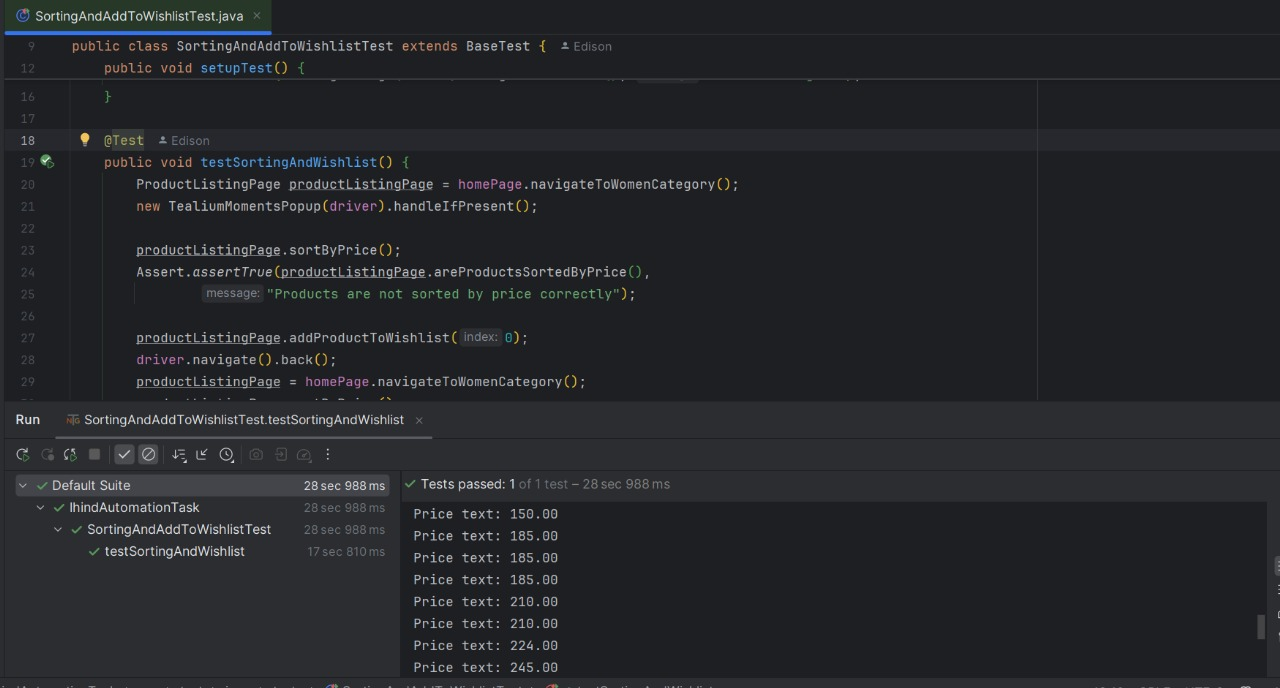 SortingAndAddToWishlistTest.java ×
9 public class SortingAndAddToWishlistTest extends BaseTest { Edison
12 public void setupTest() {
16 }
17
18 @Test Edison
19 public void testSortingAndWishlist() {
20 ProductListingPage productListingPage = homePage.navigateToWomenCategory();
21 new TealiumMomentsPopup(driver).handleIfPresent();
22
23 productListingPage.sortByPrice();
24 Assert.assertTrue(productListingPage.areProductsSortedByPrice(),
25 message: "Products are not sorted by price correctly");
26
27 productListingPage.addProductToWishlist( index: 0);
28 driver.navigate().back();
29 productListingPage = homePage.navigateToWomenCategory();
Run SortingAndAddToWishlistTest.testSortingAndWishlist ×
Default Suite 28 sec 988 ms
IhindAutomationTask 28 sec 988 ms
SortingAndAddToWishlistTest 28 sec 988 ms
testSortingAndWishlist 17 sec 810 ms
Tests passed: 1 of 1 test – 28 sec 988 ms
Price text: 150.00
Price text: 185.00
Price text: 185.00
Price text: 185.00
Price text: 210.00
Price text: 210.00
Price text: 224.00
Price text: 245.00